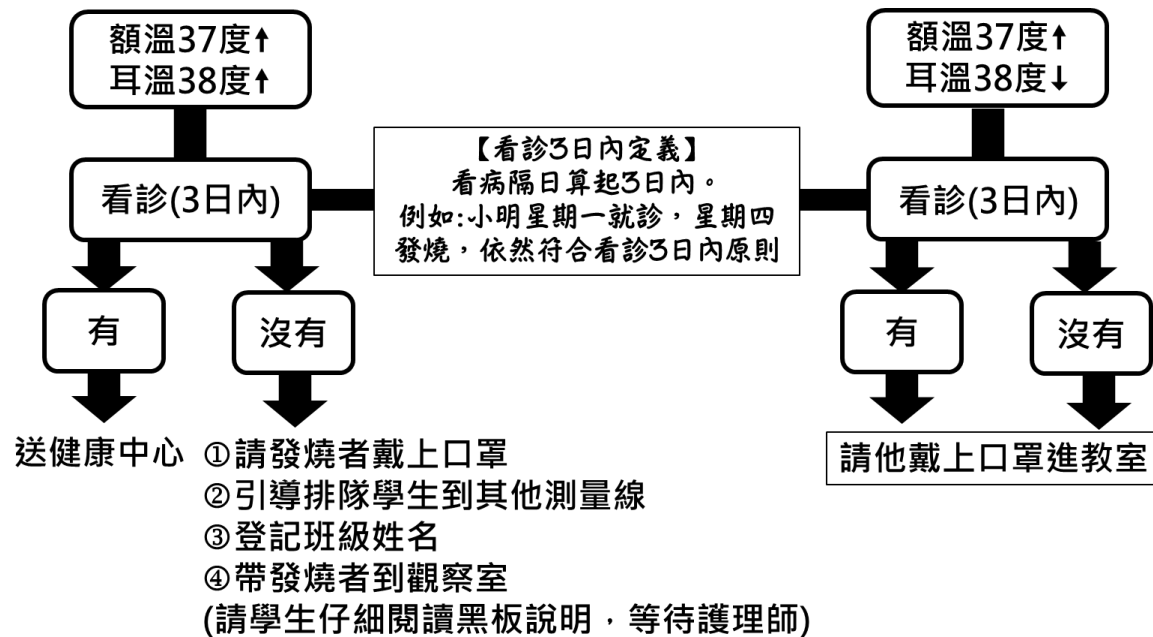 額溫37度↑
耳溫38度↑
額溫37度↑
耳溫38度↓
看診(3日內)
【看診3日內定義】
看病隔日算起3日內。
例如:小明星期一就診，星期四
發燒，依然符合看診3日內原則
看診(3日內)
有
沒有
有
沒有
送健康中心
①請發燒者戴上口罩
②引導排隊學生到其他測量線
③登記班級姓名
④帶發燒者到觀察室
(請學生仔細閱讀黑板說明，等待護理師)
請他戴上口罩進教室